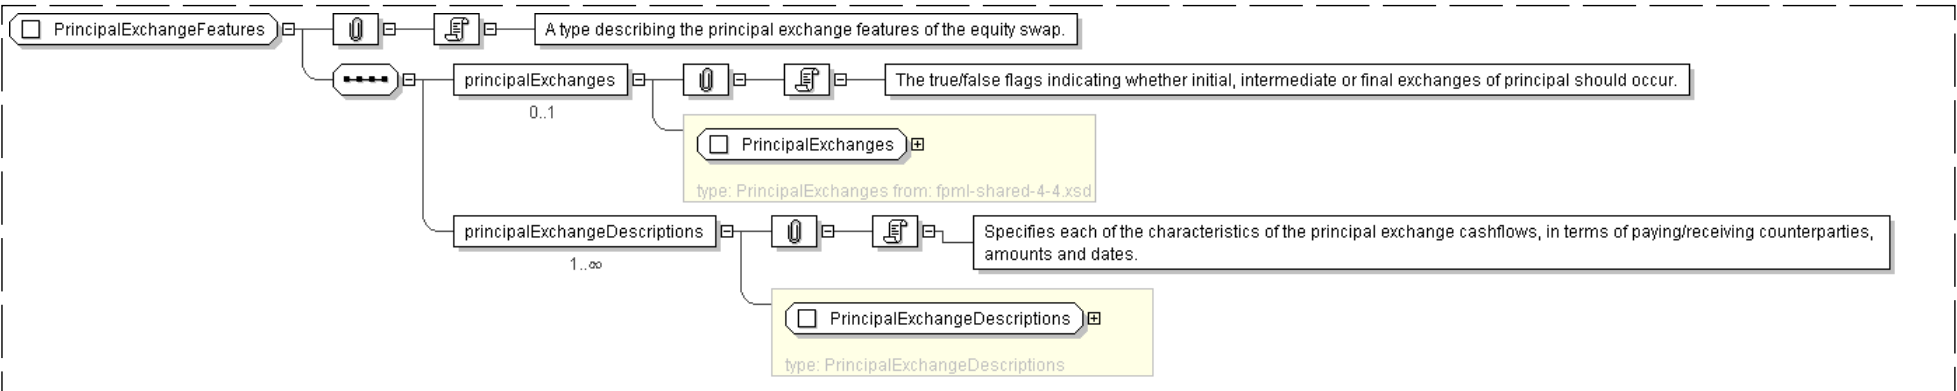 PrincipalExchangeFeatures
A type describing the principal exchange features of the equity swap.
principalExchanges
The true/false flags indicating whether initial, intermediate or final exchanges of principal should occur.
0..1
PrincipalExchanges
type: PrincipalExchanges from: fpml-shared-4-4.xsd
principalExchangeDescriptions
Specifies each of the characteristics of the principal exchange cashflows, in terms of paying/receiving counterparties,
amounts and dates.
1..∞
PrincipalExchangeDescriptions
type: PrincipalExchangeDescriptions